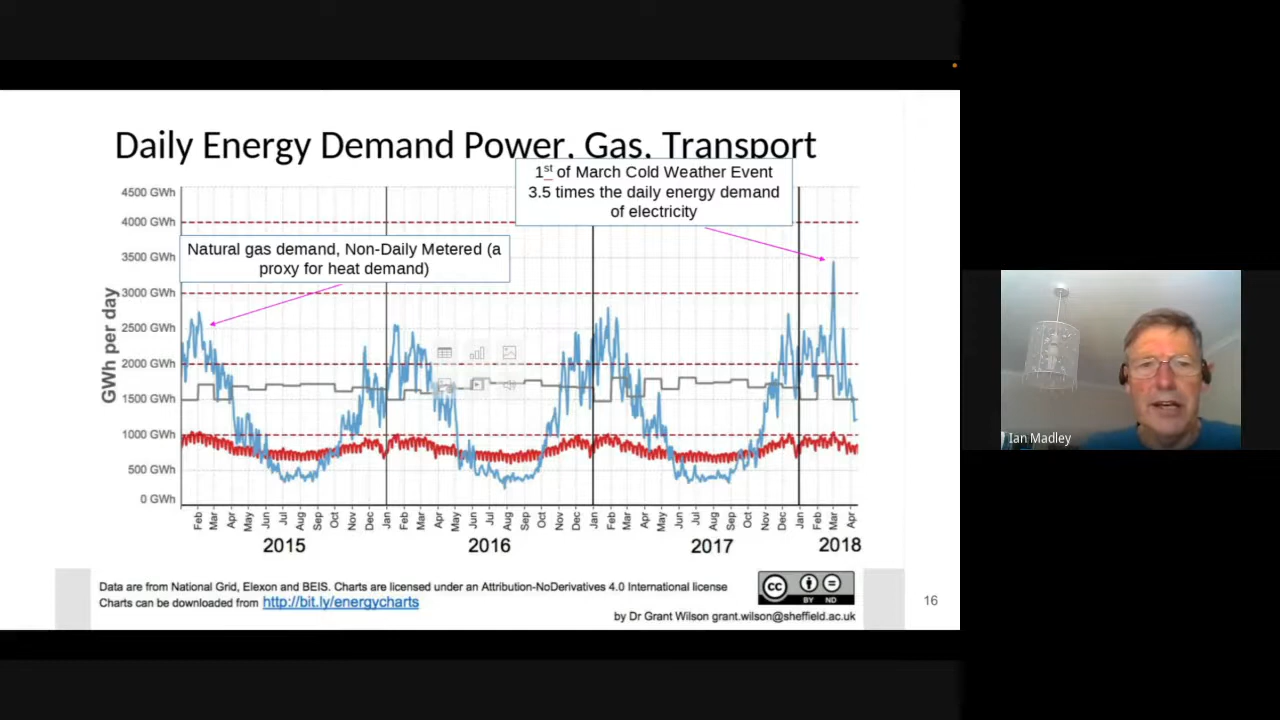 Daily Energy Demand Power, Gas, Transport
1st of March Cold Weather Event
3.5 times the daily energy demand
of electricity
Natural gas demand, Non-Daily Metered (a
proxy for heat demand)
GWh per day
4500 GWh
4000 GWh
3500 GWh
3000 GWh
2500 GWh
2000 GWh
1500 GWh
1000 GWh
500 GWh
0 GWh
Feb Mar Apr May Jun Jul Aug Sep Oct Nov Dec Jan Feb Mar Apr May Jun Jul Aug Sep Oct Nov Dec Jan Feb Mar Apr May Jun Jul Aug Sep Oct Nov Dec Jan Feb Mar Apr
2015 2016 2017 2018
Data are from National Grid, Elexon and BEIS. Charts are licensed under an Attribution-NoDerivatives 4.0 International license
Charts can be downloaded from http://bit.ly/energycharts
cc BY ND
by Dr Grant Wilson grant.wilson@sheffield.ac.uk
16
Ian Madley